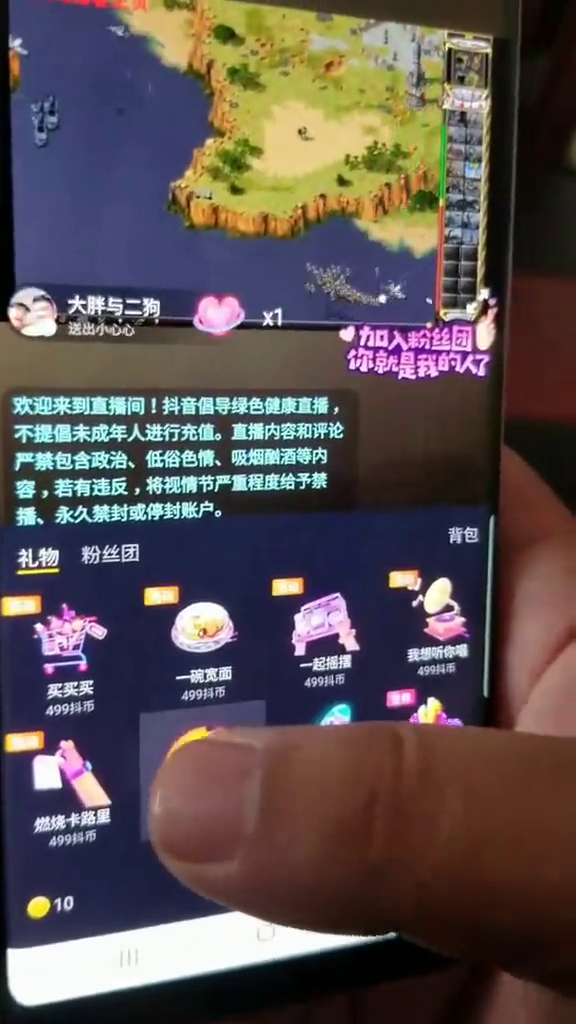 大胖与二狗
送出小心心
x1
加入粉丝团
你就是我的人了
欢迎来到直播间！抖音倡导绿色健康直播，
不提倡未成年人进行充值。直播内容和评论
严禁包含政治、低俗色情、吸烟酗酒等内
容，若有违反，将视情节严重程度给予禁
播、永久禁封或停封账户。
礼物 粉丝团 背包
买买买
499抖币
一碗宽面
499抖币
一起摇摆
499抖币
我想听你唱
499抖币
燃烧卡路里
499抖币
10